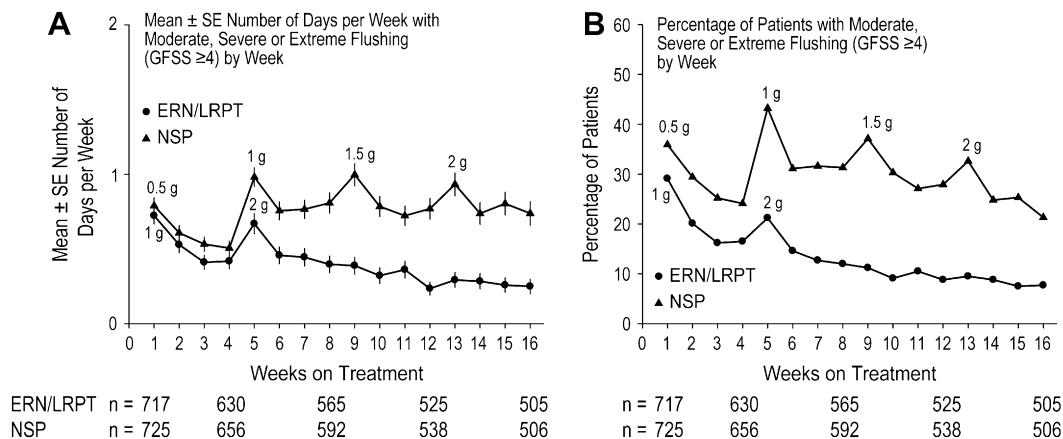 A
Mean ± SE Number of Days per Week with
Moderate, Severe or Extreme Flushing
(GFSS ≥4) by Week
2
1
0
Mean ± SE Number of
Days per Week
ERN/LRPT
NSP
0.5 g
1 g
1 g
2 g
1.5 g
2 g
0 1 2 3 4 5 6 7 8 9 10 11 12 13 14 15 16
Weeks on Treatment
ERN/LRPT n = 717 630 565 525 505
NSP n = 725 656 592 538 506
B
Percentage of Patients with Moderate,
Severe or Extreme Flushing (GFSS ≥4)
by Week
60
50
40
30
20
10
0
Percentage of Patients
0.5 g
1 g
1 g
2 g
1.5 g
2 g
ERN/LRPT
NSP
0 1 2 3 4 5 6 7 8 9 10 11 12 13 14 15 16
Weeks on Treatment
n = 717 630 565 525 505
n = 725 656 592 538 506